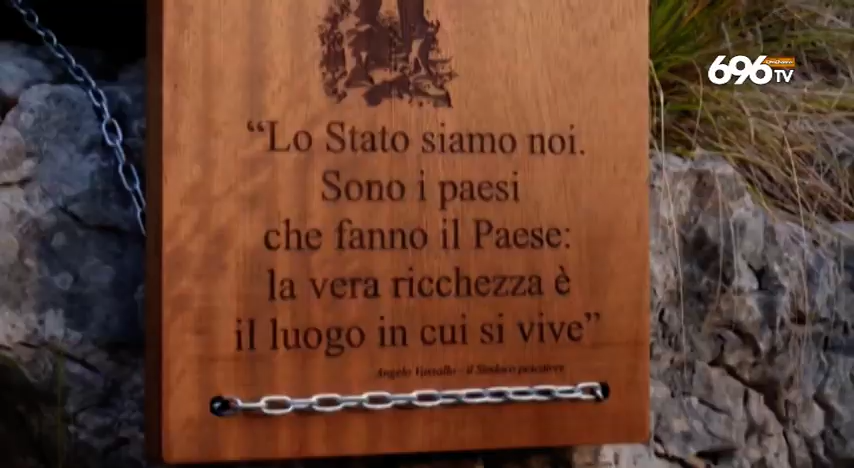 696
TV
“Lo Stato siamo noi.
Sono i paesi
che fanno il Paese:
la vera ricchezza è
il luogo in cui si vive”
Angelo Vassallo - il Sindaco pescatore